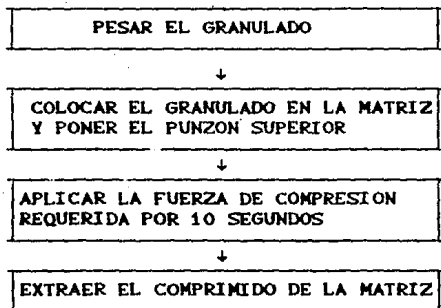 PESAR EL GRANULADO
↓
COLOCAR EL GRANULADO EN LA MATRIZ
Y PONER EL PUNZON SUPERIOR
↓
APLICAR LA FUERZA DE COMPRESION
REQUERIDA POR 10 SEGUNDOS
↓
EXTRAER EL COMPRIMIDO DE LA MATRIZ